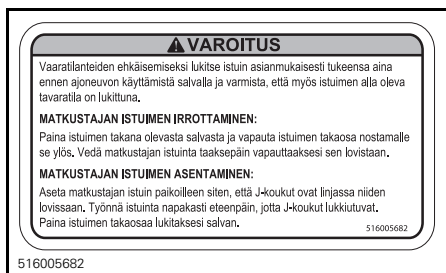 VAROITUS
Vaaratilanteiden ehkäisemiseksi lukitse istuin asianmukaisesti tukeensa aina
ennen ajoneuvon käyttämistä salvalla ja varmista, että myös istuimen alla oleva
tavaratila on lukittuna.
MATKUSTAJAN ISTUIMEN IRROTTAMINEN:
Paina istuimen takana olevasta salvasta ja vapauta istuimen takaosa nostamalle
se ylös. Vedä matkustajan istuinta taaksepäin vapauttaaksesi sen lovistaan.
MATKUSTAJAN ISTUIMEN ASENTAMINEN:
Aseta matkustajan istuin paikoilleen siten, että J-koukut ovat linjassa niiden
lovissaan. Työnnä istuinta napakasti eteenpäin, jotta J-koukut lukkiutuvat.
Paina istuimen takaosaa lukitaksesi salvan.
516005682
516005682